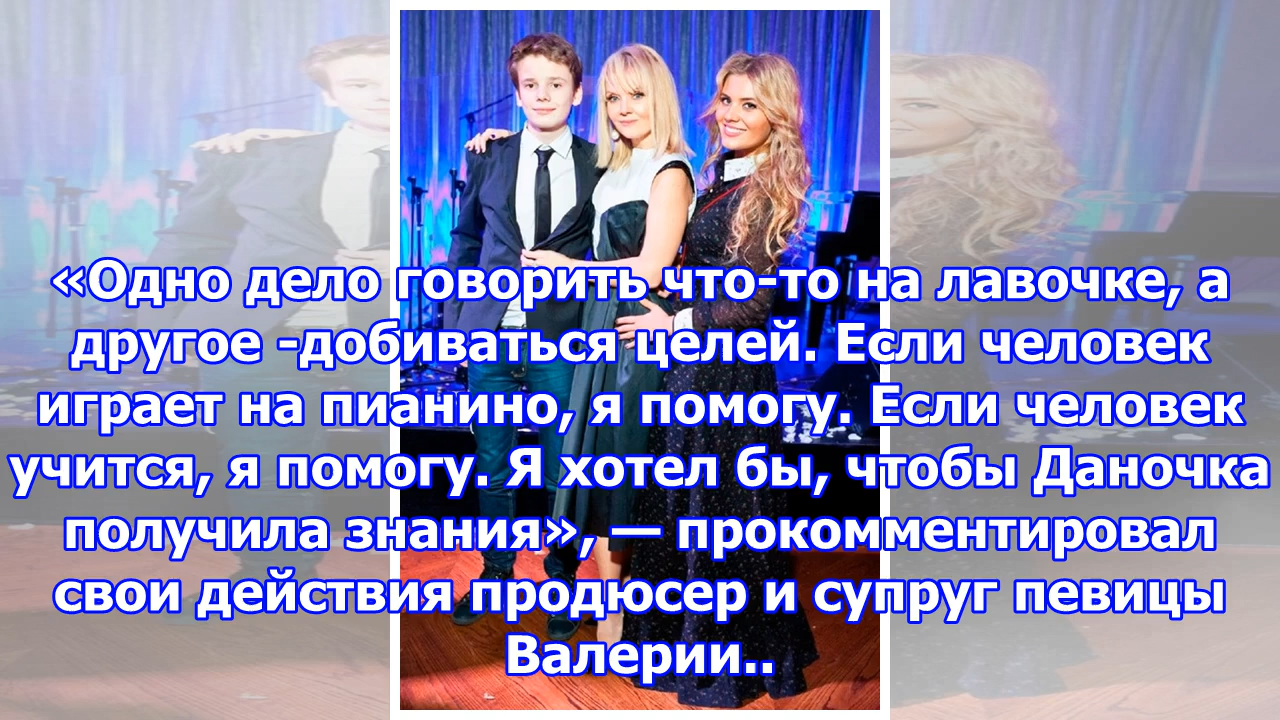 «Одно дело говорить что-то на лавочке, а
другое -добиваться целей. Если человек
играет на пианино, я помогу. Если человек
учится, я помогу. Я хотел бы, чтобы Даночка
получила знания», — прокомментировал
свои действия продюсер и супруг певицы
Валерии..